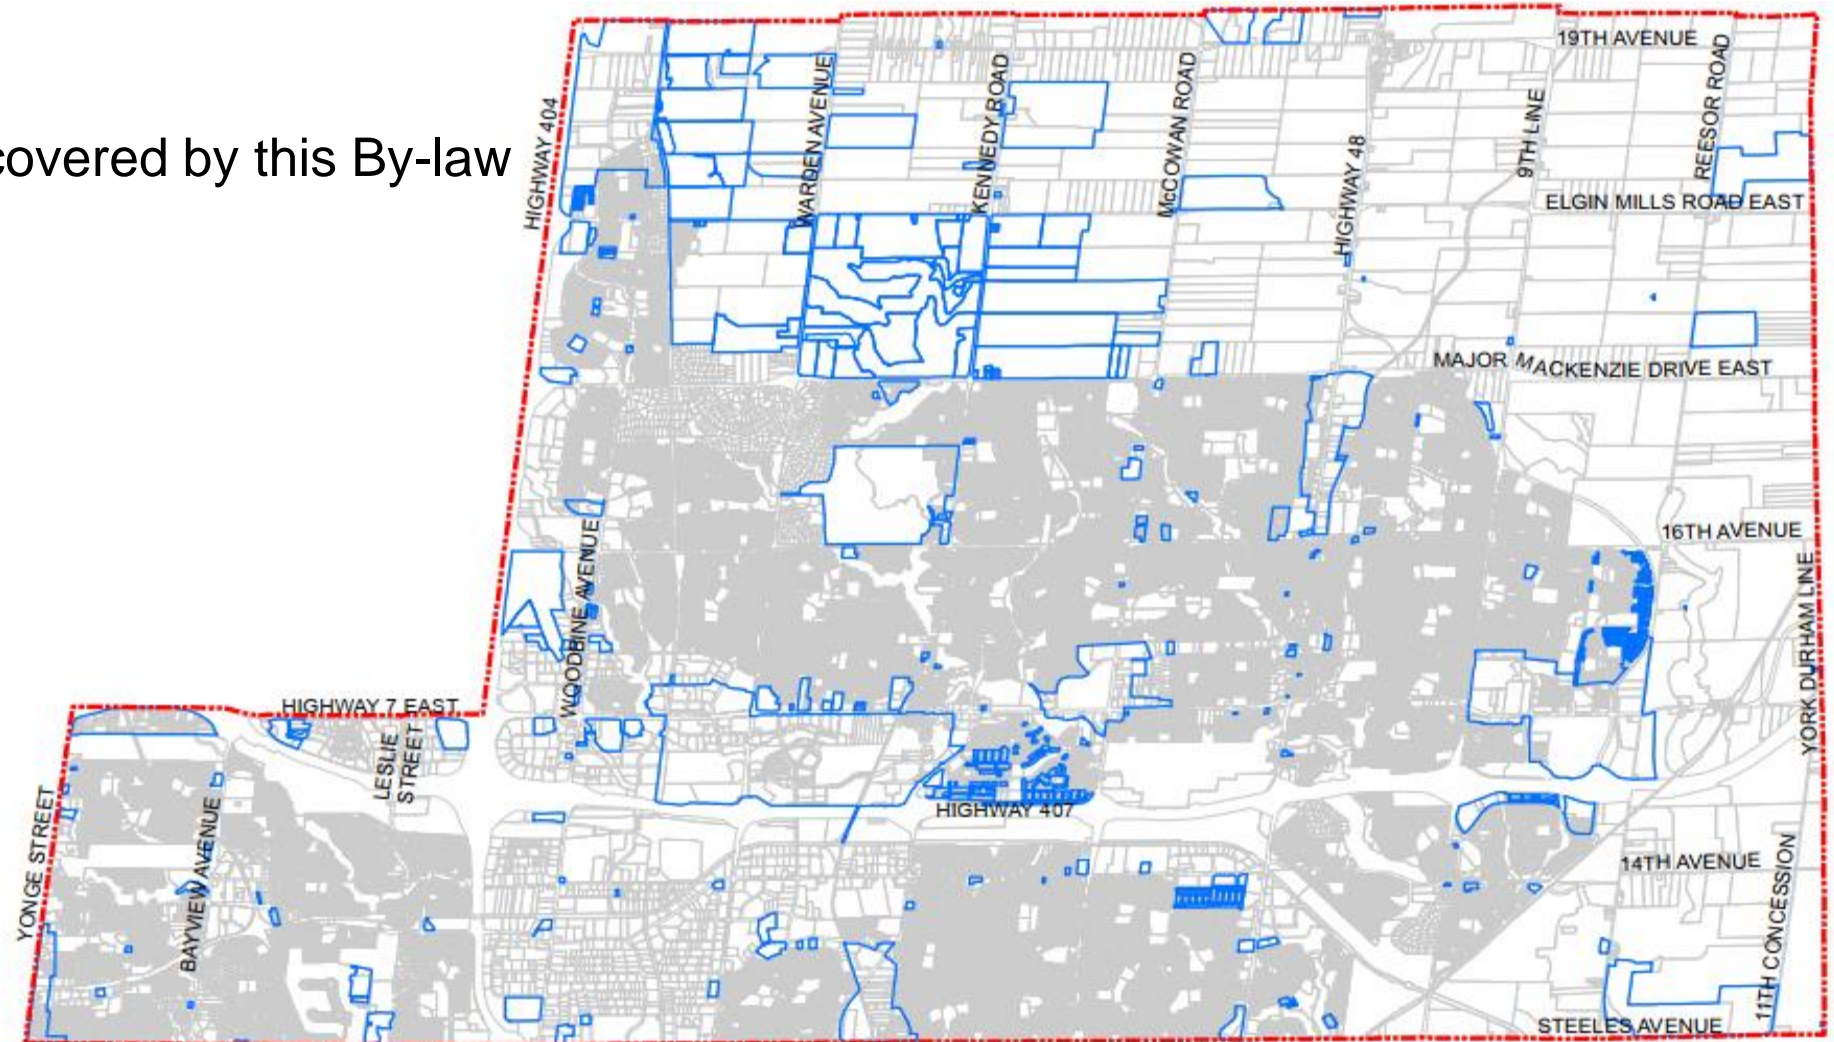 covered by this By-law
19TH AVENUE
HIGHWAY 404
WARDEN AVENUE
KENNEDY ROAD
McCOWAN ROAD
HIGHWAY 48
9TH LINE
REESOR ROAD
ELGIN MILLS ROAD EAST
MAJOR MACKENZIE DRIVE EAST
16TH AVENUE
WOODBINE AVENUE
YORK DURHAM LINE
HIGHWAY 7 EAST
LESLIE
STREET
YONGE STREET
BAYVIEW AVENUE
HIGHWAY 407
14TH AVENUE
11TH CONCESSION
STEELES AVENUE